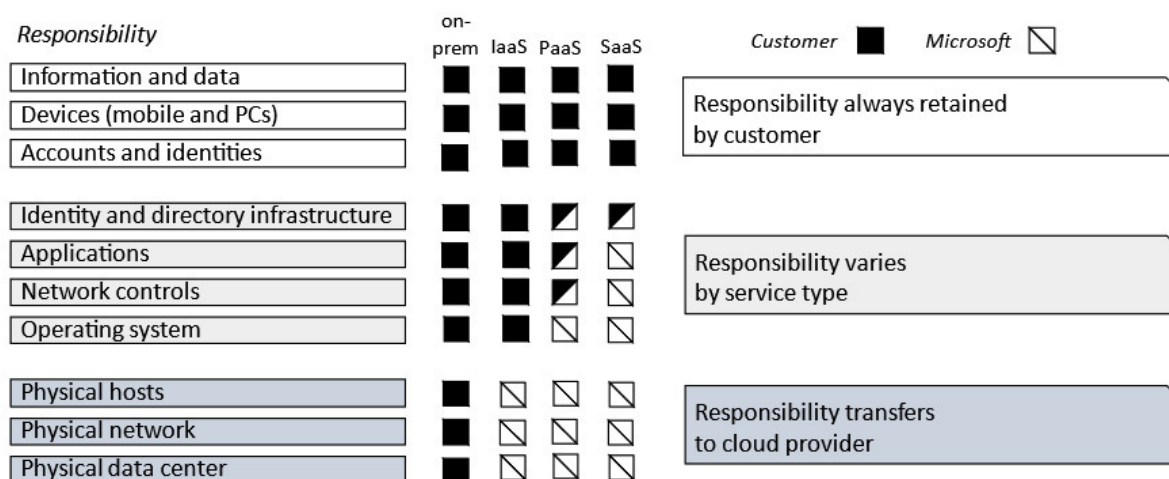 Responsibility
on-
prem IaaS PaaS SaaS
Customer Microsoft
Information and data
Devices (mobile and PCs)
Accounts and identities
Responsibility always retained
by customer
Identity and directory infrastructure
Applications
Network controls
Operating system
Responsibility varies
by service type
Physical hosts
Physical network
Physical data center
Responsibility transfers
to cloud provider